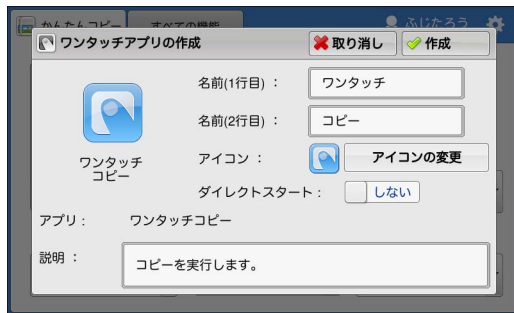 かんたんコピー すべての機能 ふじたろう
ワンタッチアプリの作成 取り消し 作成
名前(1行目) : ワンタッチ
名前(2行目) : コピー
ワンタッチ
コピー
アイコン : アイコンの変更
ダイレクトスタート : しない
アプリ : ワンタッチコピー
説明 : コピーを実行します。